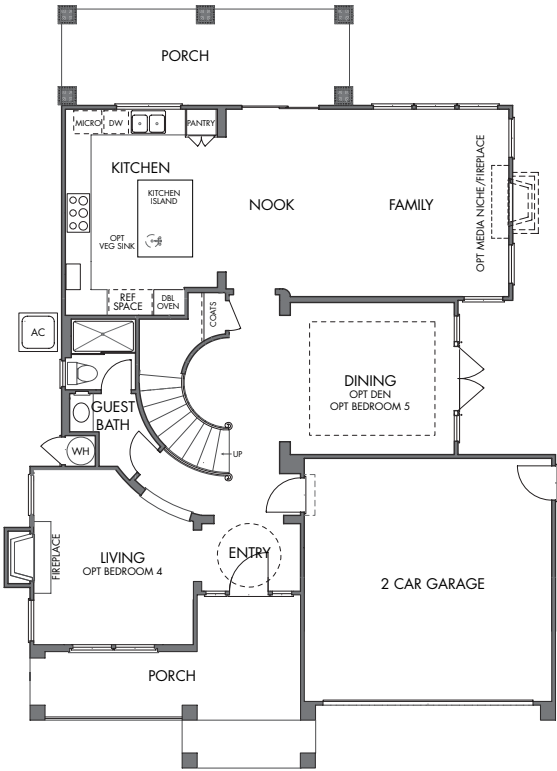 PORCH
MICRO
DW
PANTRY
KITCHEN
KITCHEN
ISLAND
NOOK
FAMILY
OPT MEDIA NICHE/FIREPLACE
OPT
VEG SINK
REF
SPACE
DBL
OVEN
COATS
AC
DINING
OPT DEN
OPT BEDROOM 5
GUEST
BATH
WH
UP
FIREPLACE
LIVING
OPT BEDROOM 4
ENTRY
2 CAR GARAGE
PORCH